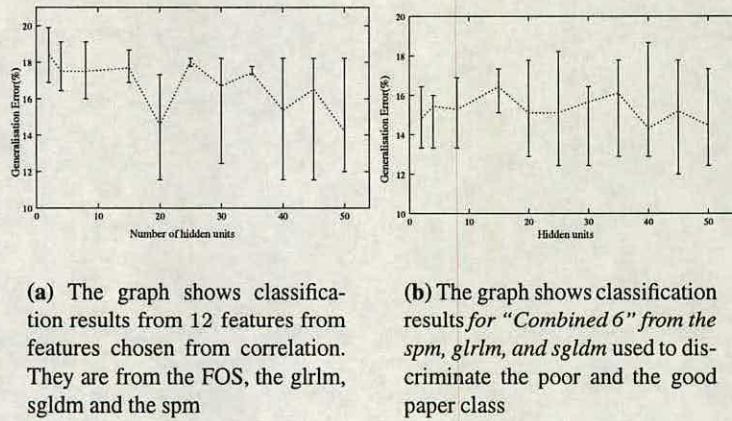 20
18
16
14
12
10
Generalisation Error(%)
0 10 20 30 40 50
Number of hidden units
20
18
16
14
12
10
Generalisation Error(%)
0 10 20 30 40 50
Hidden units
(a) The graph shows classifica-
tion results from 12 features from
features chosen from correlation.
They are from the FOS, the glrlm,
sgldm and the spm
(b) The graph shows classification
results for "Combined 6" from the
spm, glrlm, and sgldm used to dis-
criminate the poor and the good
paper class